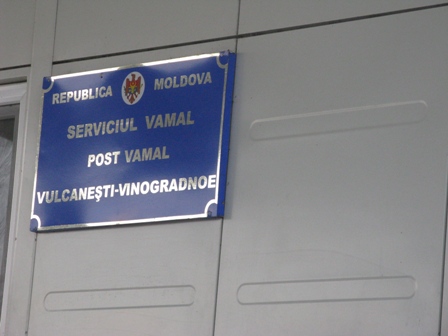 REPUBLICA MOLDOVA
SERVICIUL VAMAL
POST VAMAL
VULCANEŞTI-VINOGRADNOE